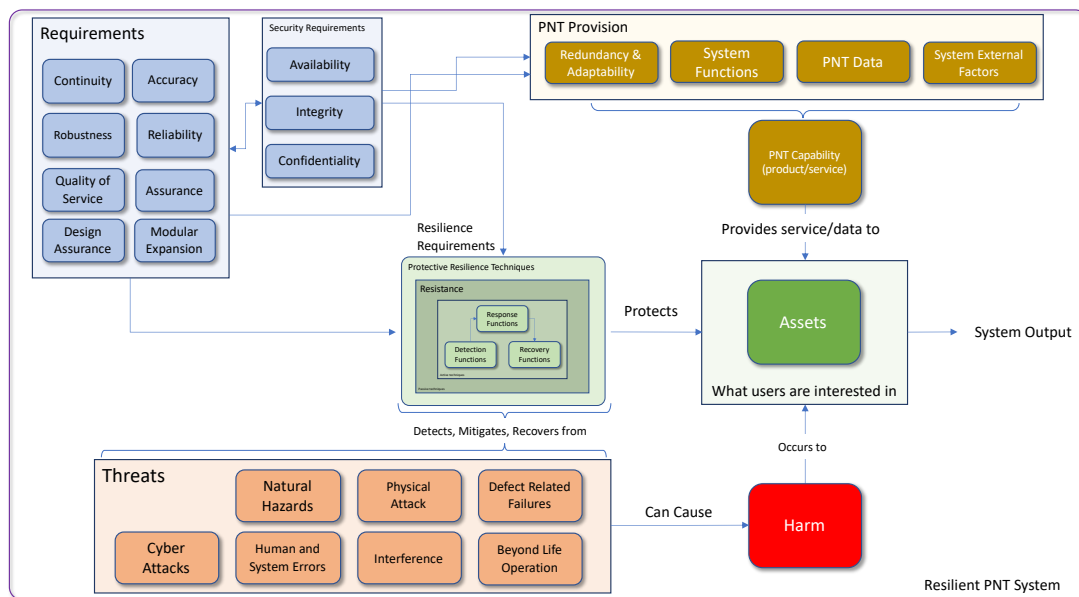 Requirements
Continuity
Accuracy
Robustness
Reliability
Quality of
Service
Assurance
Design
Assurance
Modular
Expansion
Security Requirements
Availability
Integrity
Confidentiality
PNT Provision
Redundancy &
Adaptability
System
Functions
PNT Data
System External
Factors
PNT Capability
(product/service)
Provides service/data to
Resilience
Requirements
Protective Resilience Techniques
Resistance
Response
Functions
Detection
Functions
Recovery
Functions
Protects
Assets
What users are interested in
System Output
Detects, Mitigates, Recovers from
Threats
Natural
Hazards
Physical
Attack
Defect Related
Failures
Cyber
Attacks
Human and
System Errors
Interference
Beyond Life
Operation
Can Cause
Occurs to
Harm
Resilient PNT System